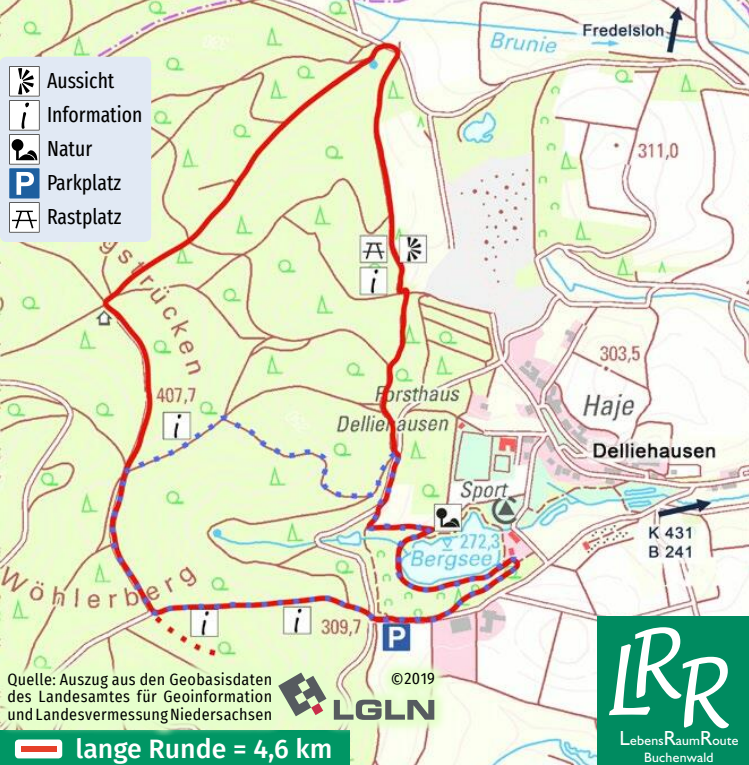 Brunie
Fredelsloh
Aussicht
Information
Natur
P Parkplatz
Rastplatz
311,0
gsrücken
303,5
407,7
Forsthaus
Delliehausen
Haje
Delliehausen
Sport
272,3
Bergsee
K 431
B 241
Wöhlerberg
309,7
P
Quelle: Auszug aus den Geobasisdaten
des Landesamtes für Geoinformation
und Landesvermessung Niedersachsen
©2019
LGLN
LRR
LebensRaumRoute
Buchenwald
lange Runde = 4,6 km